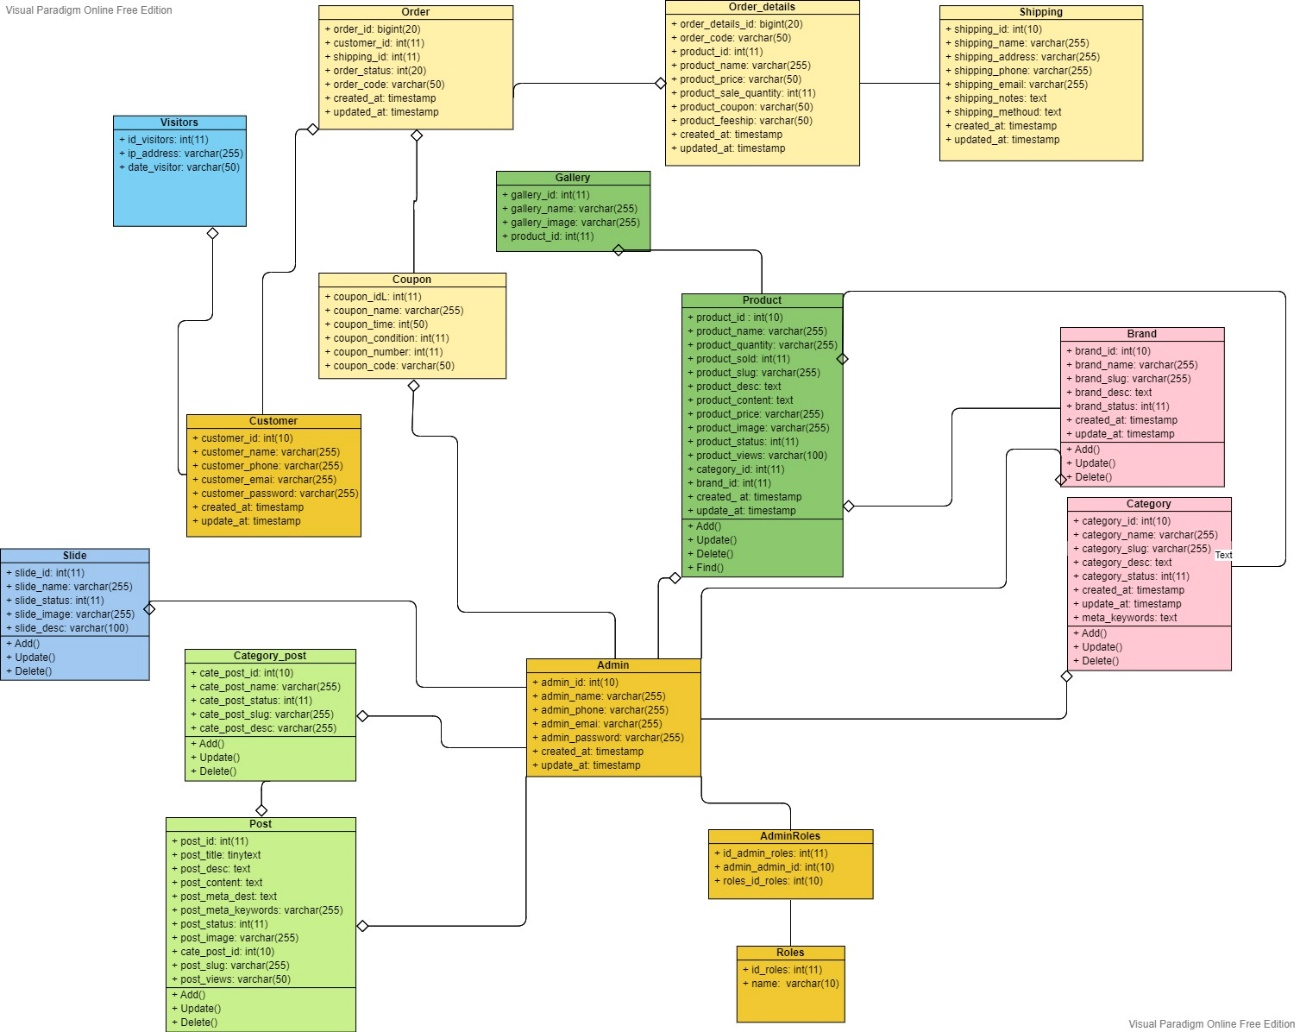 Visual Paradigm Online Free Edition
Order
+ order_id: bigint(20)
+ customer_id: int(11)
+ shipping_id: int(11)
+ order_status: int(20)
+ order_code: varchar(50)
+ created_at: timestamp
+ updated_at: timestamp
Order_details
+ order_details_id: bigint(20)
+ order_code: varchar(50)
+ product_id: int(11)
+ product_name: varchar(255)
+ product_price: varchar(50)
+ product_sale_quantity: int(11)
+ product_coupon: varchar(50)
+ product_feeship: varchar(50)
+ created_at: timestamp
+ updated_at: timestamp
Shipping
+ shipping_id: int(10)
+ shipping_name: varchar(255)
+ shipping_address: varchar(255)
+ shipping_phone: varchar(255)
+ shipping_email: varchar(255)
+ shipping_notes: text
+ shipping_methoud: text
+ created_at: timestamp
+ updated_at: timestamp
Visitors
+ id_visitors: int(11)
+ ip_address: varchar(255)
+ date_visitor: varchar(50)
Gallery
+ gallery_id: int(11)
+ gallery_name: varchar(255)
+ gallery_image: varchar(255)
+ product_id: int(11)
Coupon
+ coupon_idL: int(11)
+ coupon_name: varchar(255)
+ coupon_time: int(50)
+ coupon_condition: int(11)
+ coupon_number: int(11)
+ coupon_code: varchar(50)
Product
+ product_id : int(10)
+ product_name: varchar(255)
+ product_quantity: varchar(255)
+ product_sold: int(11)
+ product_slug: varchar(255)
+ product_desc: text
+ product_content: text
+ product_price: varchar(255)
+ product_image: varchar(255)
+ product_status: int(11)
+ product_views: varchar(100)
+ category_id: int(11)
+ brand_id: int(11)
+ created_ at: timestamp
+ update_at: timestamp
+ Add()
+ Update()
+ Delete()
+ Find()
Brand
+ brand_id: int(10)
+ brand_name: varchar(255)
+ brand_slug: varchar(255)
+ brand_desc: text
+ brand_status: int(11)
+ created_at: timestamp
+ update_at: timestamp
+ Add()
+ Update()
+ Delete()
Customer
+ customer_id: int(10)
+ customer_name: varchar(255)
+ customer_phone: varchar(255)
+ customer_emai: varchar(255)
+ customer_password: varchar(255)
+ created_at: timestamp
+ update_at: timestamp
Category
+ category_id: int(10)
+ category_name: varchar(255)
+ category_slug: varchar(255)
+ category_desc: text
+ category_status: int(11)
+ created_at: timestamp
+ update_at: timestamp
+ meta_keywords: text
+ Add()
+ Update()
+ Delete()
Text
Slide
+ slide_id: int(11)
+ slide_name: varchar(255)
+ slide_status: int(11)
+ slide_image: varchar(255)
+ slide_desc: varchar(100)
+ Add()
+ Update()
+ Delete()
Category_post
+ cate_post_id: int(10)
+ cate_post_name: varchar(255)
+ cate_post_status: int(11)
+ cate_post_slug: varchar(255)
+ cate_post_desc: varchar(255)
+ Add()
+ Update()
+ Delete()
Admin
+ admin_id: int(10)
+ admin_name: varchar(255)
+ admin_phone: varchar(255)
+ admin_emai: varchar(255)
+ admin_password: varchar(255)
+ created_at: timestamp
+ update_at: timestamp
Post
+ post_id: int(11)
+ post_title: tinytext
+ post_desc: text
+ post_content: text
+ post_meta_dest: text
+ post_meta_keywords: varchar(255)
+ post_status: int(11)
+ post_image: varchar(255)
+ cate_post_id: int(10)
+ post_slug: varchar(255)
+ post_views: varchar(50)
+ Add()
+ Update()
+ Delete()
AdminRoles
+ id_admin_roles: int(11)
+ admin_admin_id: int(10)
+ roles_id_roles: int(10)
Roles
+ id_roles: int(11)
+ name: varchar(10)
Visual Paradigm Online Free Edition